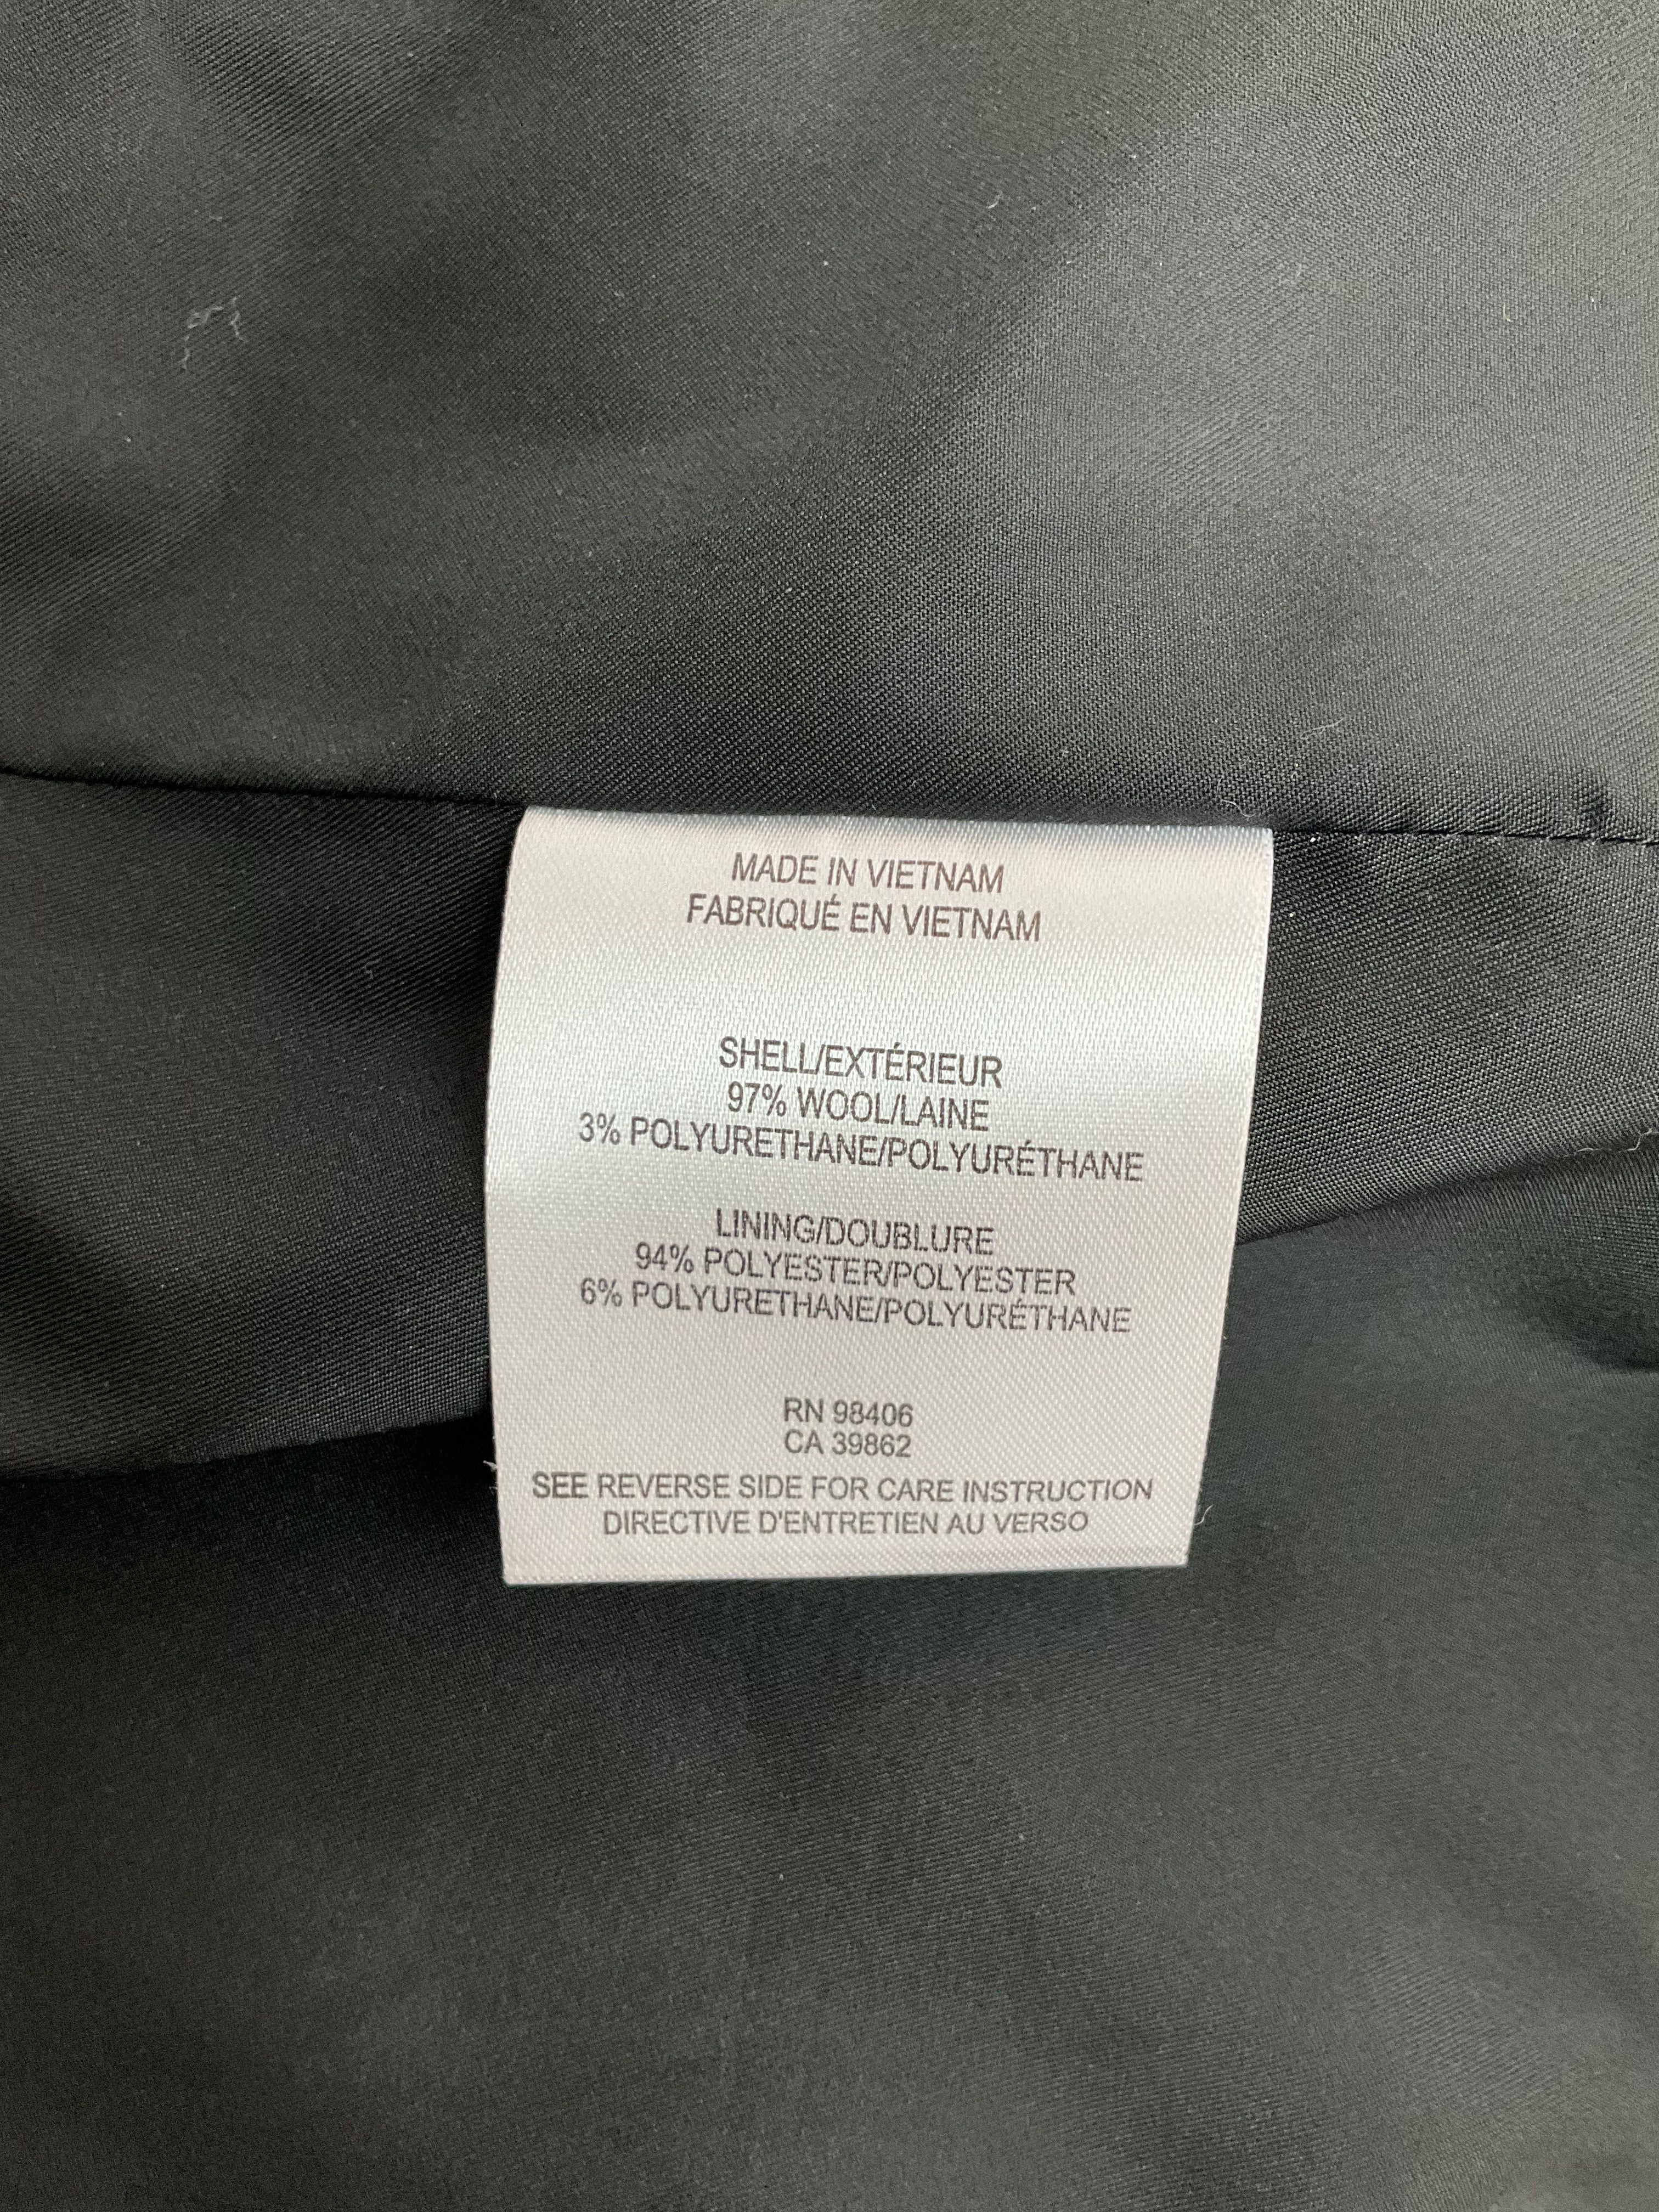 MADE IN VIETNAM
FABRIQUÉ EN VIETNAM
SHELL/EXTÉRIEUR
97% WOOL/LAINE
3% POLYURETHANE/POLYURÉTHANE
LINING/DOUBLURE
94% POLYESTER/POLYESTER
6% POLYURETHANE/POLYURÉTHANE
RN 98406
CA 39862
SEE REVERSE SIDE FOR CARE INSTRUCTION
DIRECTIVE D'ENTRETIEN AU VERSO